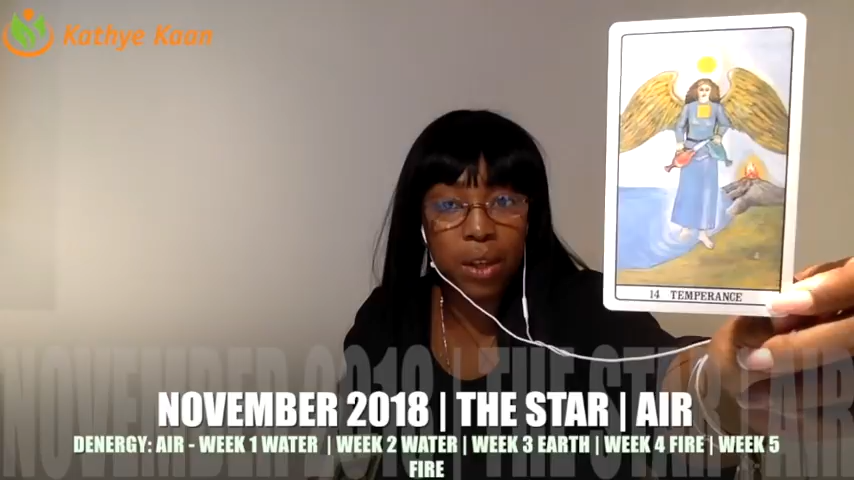 Kathye Kaan
14 TEMPERANCE
NOVEMBER 2018 | THE STAR | AIR
NOVEMBER 2018 | THE STAR | AIR
DENERGY: AIR - WEEK 1 WATER | WEEK 2 WATER | WEEK 3 EARTH | WEEK 4 FIRE | WEEK 5
FIRE